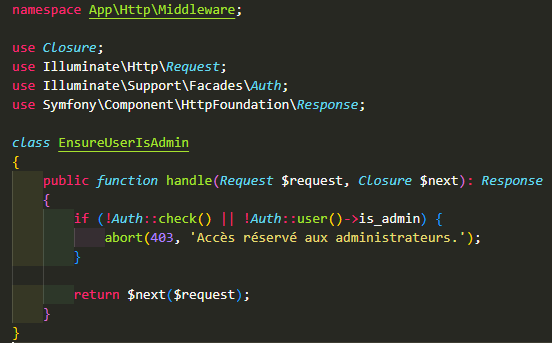 namespace App\Http\Middleware;
use Closure;
use Illuminate\Http\Request;
use Illuminate\Support\Facades\Auth;
use Symfony\Component\HttpFoundation\Response;
class EnsureUserIsAdmin
{
public function handle(Request $request, Closure $next): Response
{
if (!Auth::check() || !Auth::user()->is_admin) {
abort(403, 'Accès réservé aux administrateurs.');
}
return $next($request);
}
}